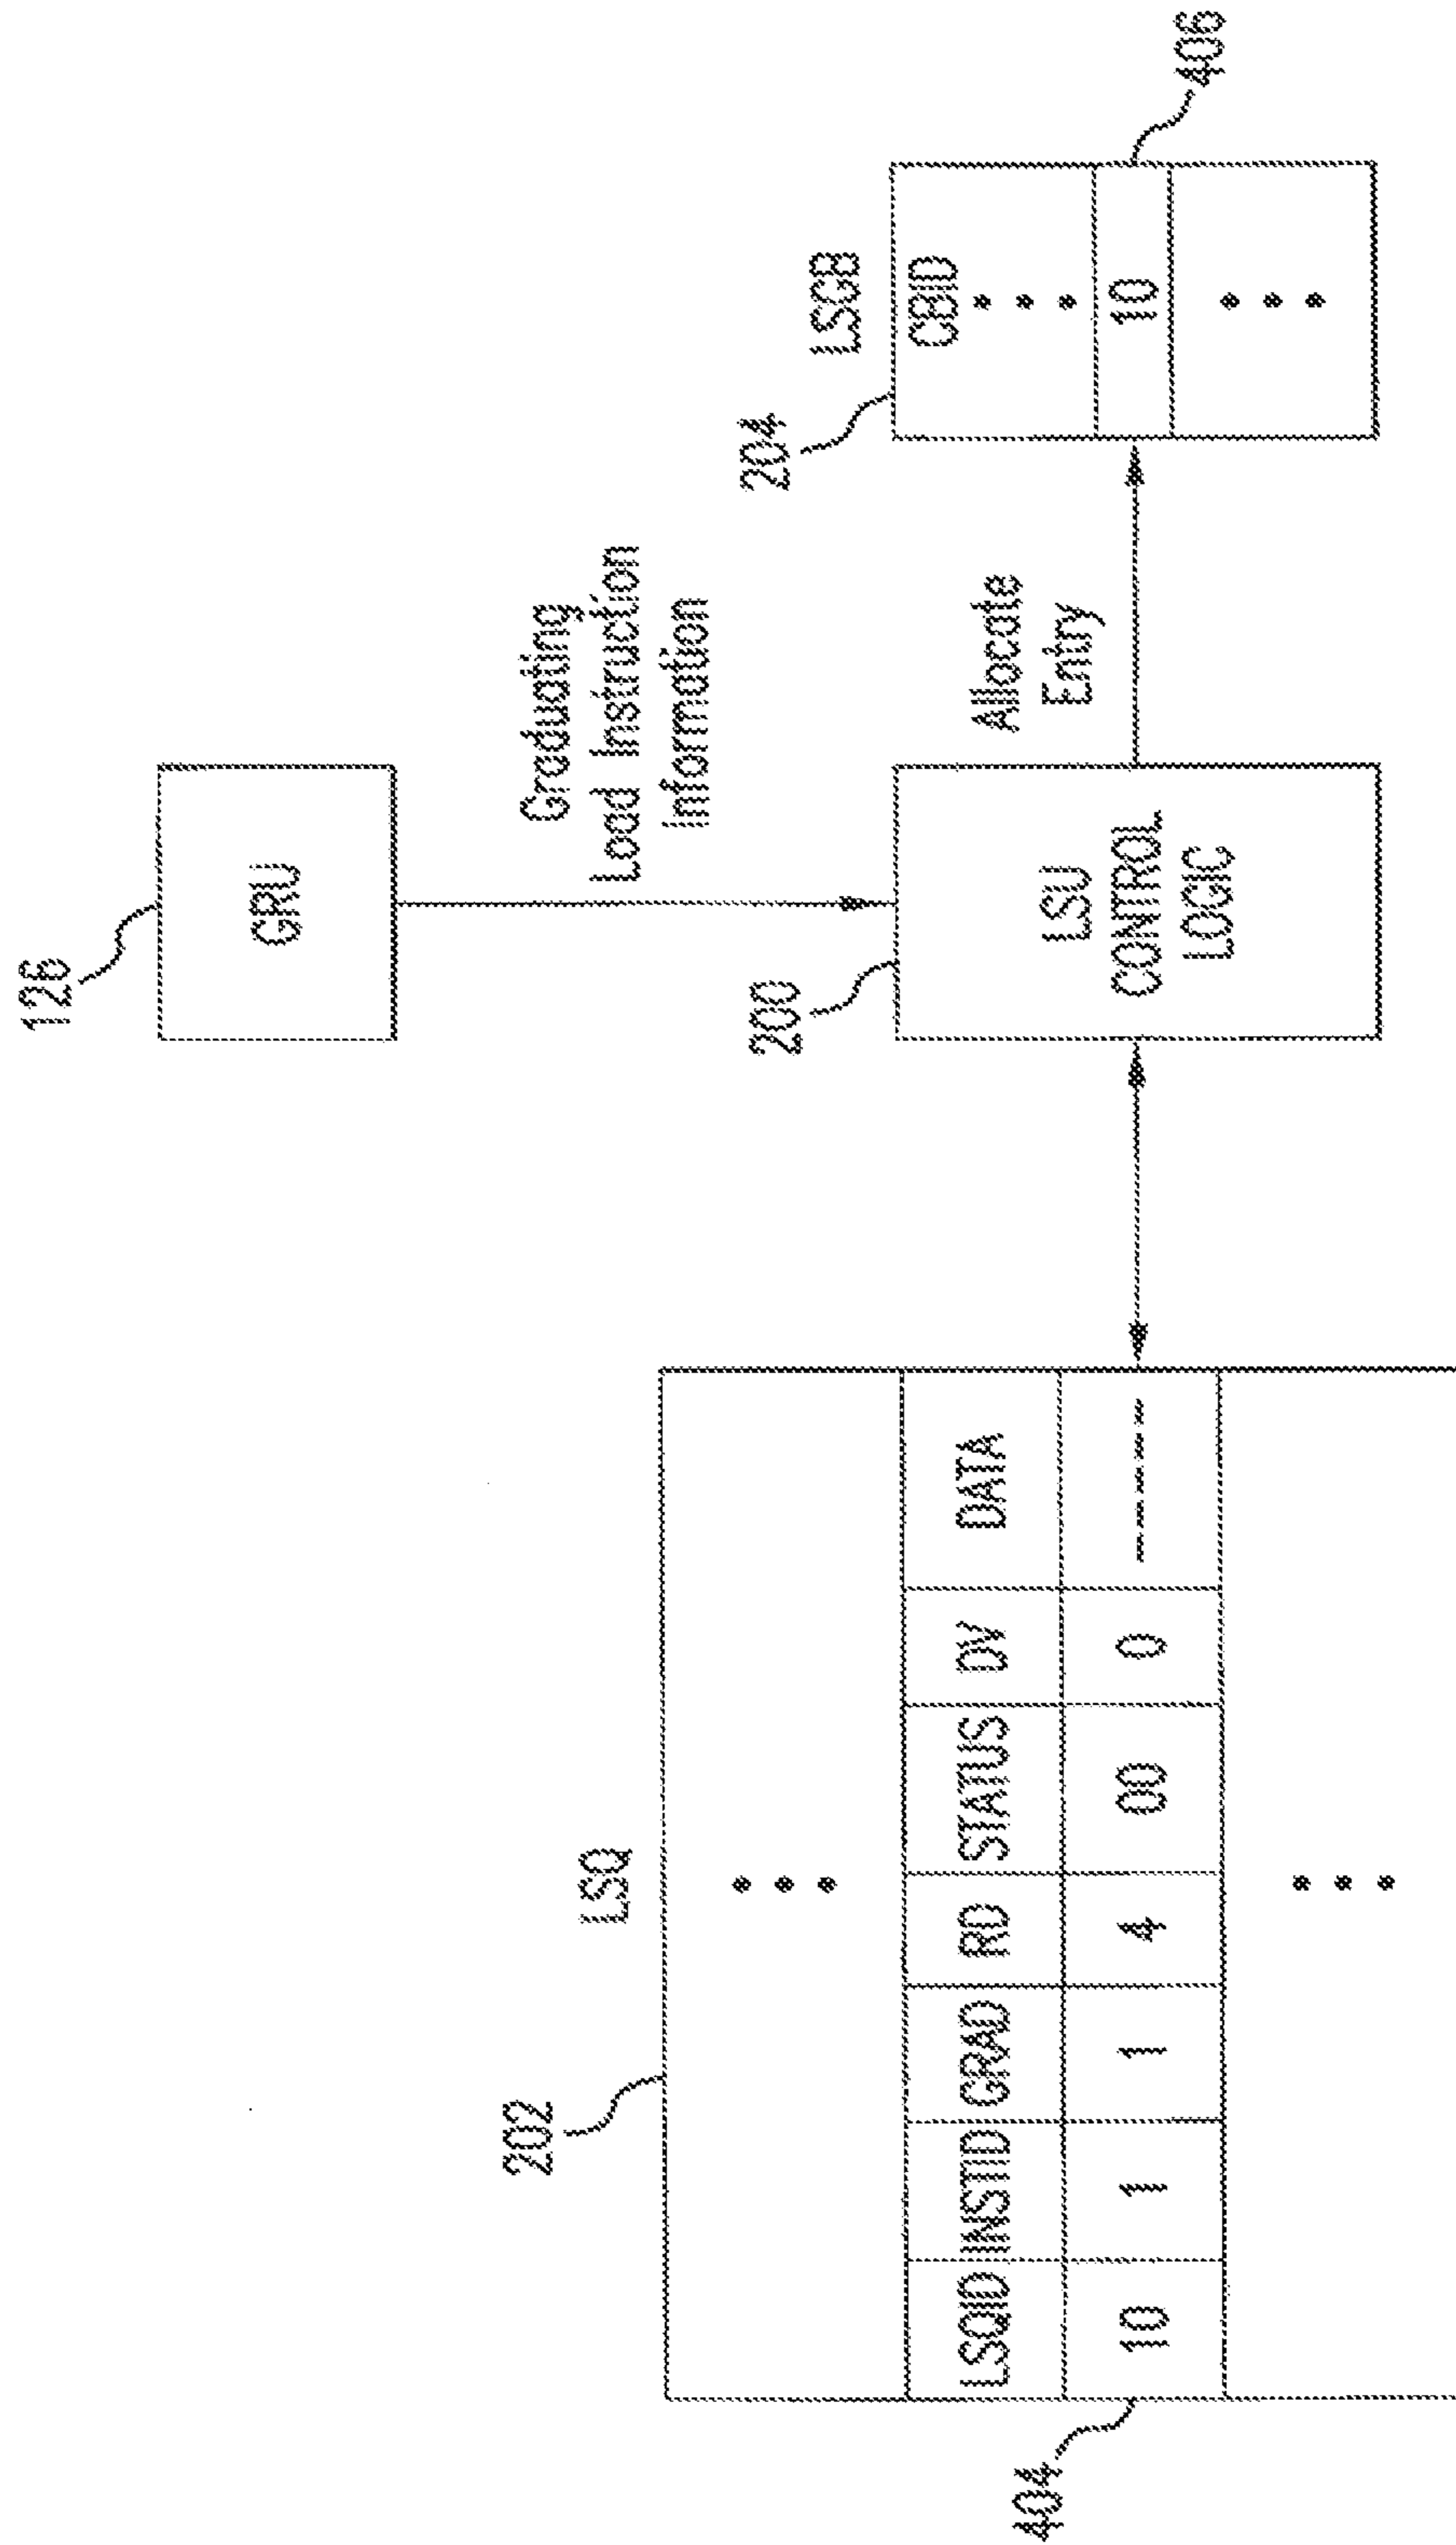 126
GRU
Graduating
Load Instruction
Information
202
LSQ
200
LSU
CONTROL
LOGIC
Allocate
Entry
204
LSGB
CBID
10
406
LSQID INSTID GRAD RD STATUS DV DATA
10 1 1 4 00 0 -----
404